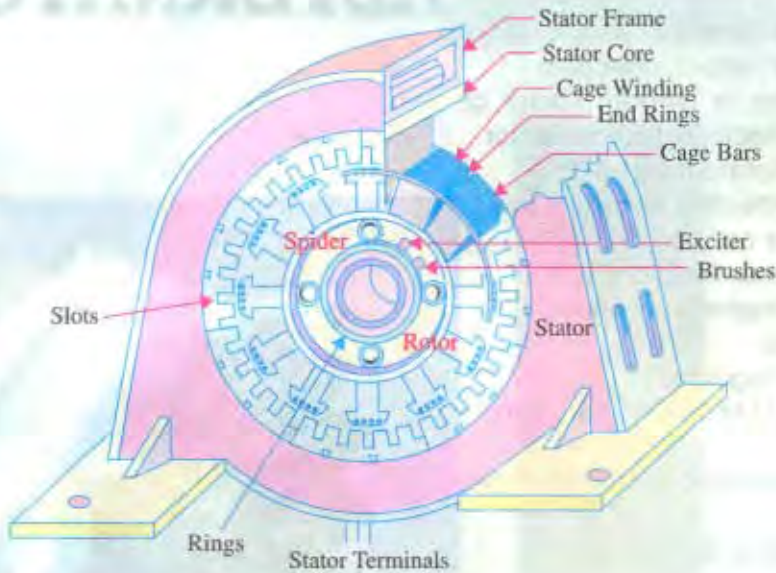 Stator Frame
Stator Core
Cage Winding
End Rings
Cage Bars
Spider
Exciter
Brushes
Slots
Stator
Rotor
Rings
Stator Terminals